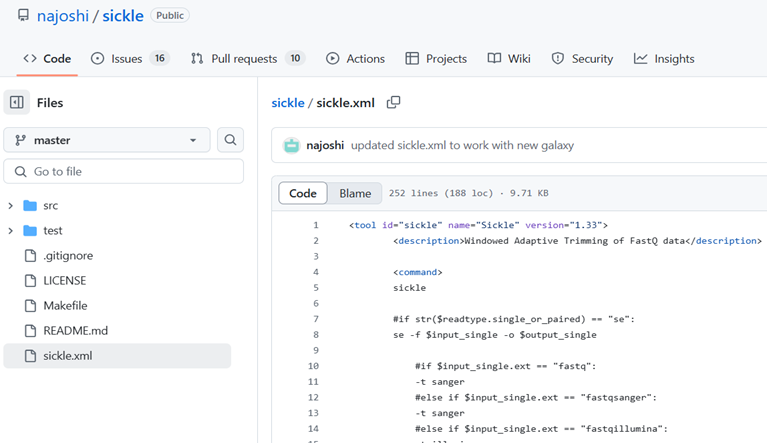 najoshi / sickle Public
Code Issues 16 Pull requests 10 Actions Projects Wiki Security Insights
Files
master
Go to file
src
test
.gitignore
LICENSE
Makefile
README.md
sickle.xml
sickle / sickle.xml
najoshi updated sickle.xml to work with new galaxy
Code Blame 252 lines (188 loc) · 9.71 KB
1 <tool id="sickle" name="Sickle" version="1.33">
2 <description>Windowed Adaptive Trimming of FastQ data</description>
3
4 <command>
5 sickle
6
7 #if str($readtype.single_or_paired) == "se":
8 se -f $input_single -o $output_single
9
10 #if $input_single.ext == "fastq":
11 -t sanger
12 #else if $input_single.ext == "fastqsanger":
13 -t sanger
14 #else if $input_single.ext == "fastqillumina":